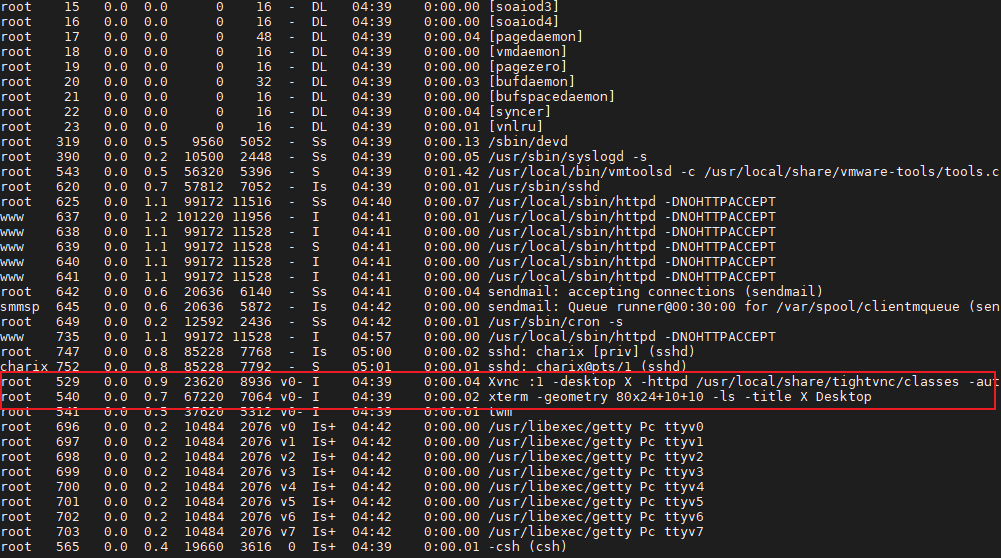 root 15 0.0 0.0 0 16 - DL 04:39 0:00.00 [soaiod3]
root 16 0.0 0.0 0 16 - DL 04:39 0:00.00 [soaiod4]
root 17 0.0 0.0 0 48 - DL 04:39 0:00.04 [pagedaemon]
root 18 0.0 0.0 0 16 - DL 04:39 0:00.00 [vmdaemon]
root 19 0.0 0.0 0 16 - DL 04:39 0:00.00 [pagezero]
root 20 0.0 0.0 0 32 - DL 04:39 0:00.03 [bufdaemon]
root 21 0.0 0.0 0 16 - DL 04:39 0:00.00 [bufspacedaemon]
root 22 0.0 0.0 0 16 - DL 04:39 0:00.04 [syncer]
root 23 0.0 0.0 0 16 - DL 04:39 0:00.01 [vnlru]
root 319 0.0 0.5 9560 5052 - Ss 04:39 0:00.13 /sbin/devd
root 390 0.0 0.2 10500 2448 - Ss 04:39 0:00.05 /usr/sbin/syslogd -s
root 543 0.0 0.5 56320 5396 - S 04:39 0:01.42 /usr/local/bin/vmtoolsd -c /usr/local/share/vmware-tools/tools.c
root 620 0.0 0.7 57812 7052 - Is 04:39 0:00.01 /usr/sbin/sshd
root 625 0.0 1.1 99172 11516 - Ss 04:40 0:00.07 /usr/local/sbin/httpd -DNOHTTPACCEPT
www 637 0.0 1.2 101220 11956 - I 04:41 0:00.01 /usr/local/sbin/httpd -DNOHTTPACCEPT
www 638 0.0 1.1 99172 11528 - I 04:41 0:00.00 /usr/local/sbin/httpd -DNOHTTPACCEPT
www 639 0.0 1.1 99172 11528 - S 04:41 0:00.00 /usr/local/sbin/httpd -DNOHTTPACCEPT
www 640 0.0 1.1 99172 11528 - I 04:41 0:00.00 /usr/local/sbin/httpd -DNOHTTPACCEPT
www 641 0.0 1.1 99172 11528 - I 04:41 0:00.00 /usr/local/sbin/httpd -DNOHTTPACCEPT
root 642 0.0 0.6 20636 6140 - Ss 04:41 0:00.04 sendmail: accepting connections (sendmail)
smmsp 645 0.0 0.6 20636 5872 - Is 04:42 0:00.00 sendmail: Queue runner@00:30:00 for /var/spool/clientmqueue (sen
root 649 0.0 0.2 12592 2436 - Ss 04:42 0:00.01 /usr/sbin/cron -s
www 735 0.0 1.1 99172 11528 - I 04:57 0:00.00 /usr/local/sbin/httpd -DNOHTTPACCEPT
root 747 0.0 0.8 85228 7768 - Is 05:00 0:00.02 sshd: charix [priv] (sshd)
charix 752 0.0 0.8 85228 7792 - S 05:01 0:00.01 sshd: charix@pts/1 (sshd)
root 529 0.0 0.9 23620 8936 v0- I 04:39 0:00.04 Xvnc :1 -desktop X -httpd /usr/local/share/tightvnc/classes -aut
root 540 0.0 0.7 67220 7064 v0- I 04:39 0:00.02 xterm -geometry 80x24+10+10 -ls -title X Desktop
root 541 0.0 0.5 37620 5312 v0- I 04:39 0:00.01 twm
root 696 0.0 0.2 10484 2076 v0 Is+ 04:42 0:00.00 /usr/libexec/getty Pc ttyv0
root 697 0.0 0.2 10484 2076 v1 Is+ 04:42 0:00.00 /usr/libexec/getty Pc ttyv1
root 698 0.0 0.2 10484 2076 v2 Is+ 04:42 0:00.00 /usr/libexec/getty Pc ttyv2
root 699 0.0 0.2 10484 2076 v3 Is+ 04:42 0:00.00 /usr/libexec/getty Pc ttyv3
root 700 0.0 0.2 10484 2076 v4 Is+ 04:42 0:00.00 /usr/libexec/getty Pc ttyv4
root 701 0.0 0.2 10484 2076 v5 Is+ 04:42 0:00.00 /usr/libexec/getty Pc ttyv5
root 702 0.0 0.2 10484 2076 v6 Is+ 04:42 0:00.00 /usr/libexec/getty Pc ttyv6
root 703 0.0 0.2 10484 2076 v7 Is+ 04:42 0:00.00 /usr/libexec/getty Pc ttyv7
root 565 0.0 0.4 19660 3616 0 Is+ 04:39 0:00.01 -csh (csh)